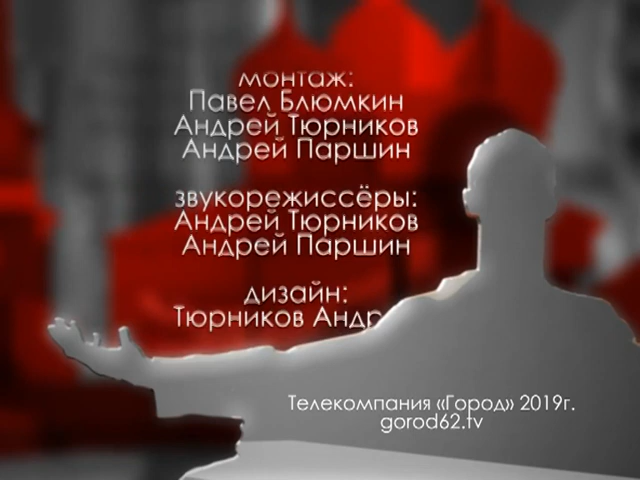 монтаж:
Павел Блюмкин
Андрей Тюрников
Андрей Паршин
звукорежиссёры:
Андрей Тюрников
Андрей Паршин
дизайн:
Тюрников Андр
Телекомпания «Город» 2019г.
gorod62.tv